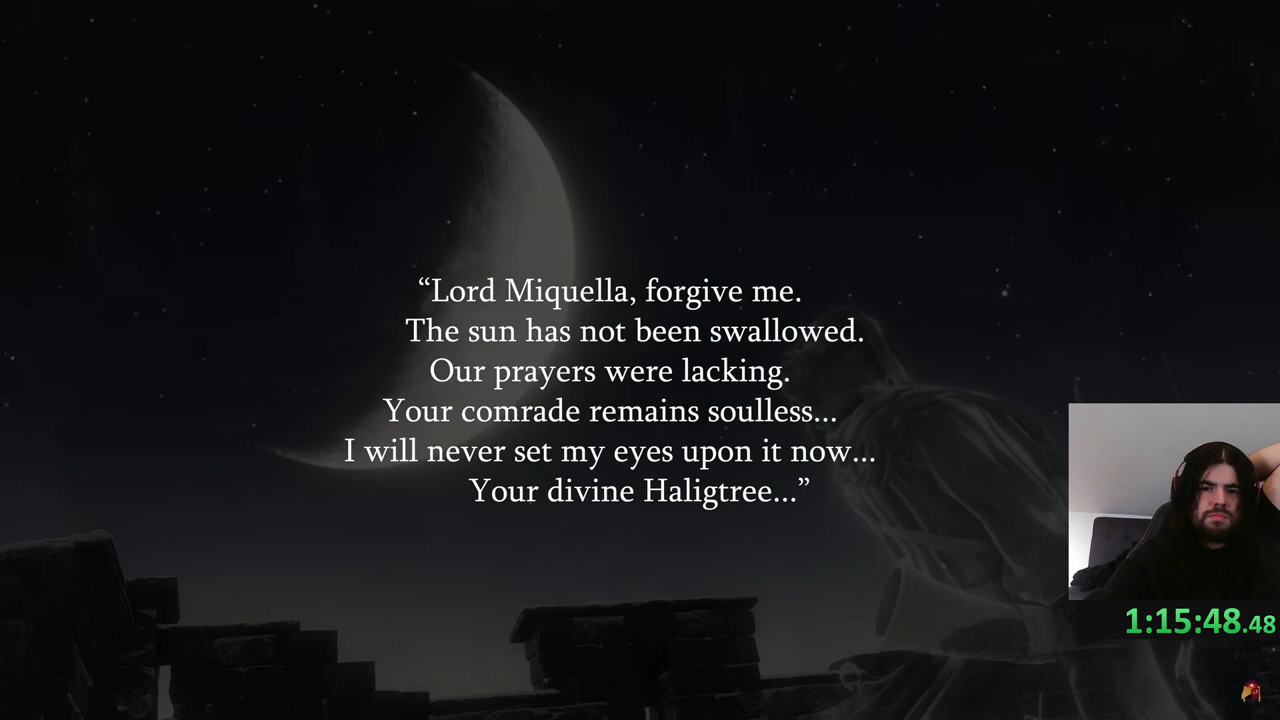 “Lord Miquella, forgive me.
The sun has not been swallowed.
Our prayers were lacking.
Your comrade remains soulless...
I will never set my eyes upon it now...
Your divine Haligtree...”
1:15:48.48